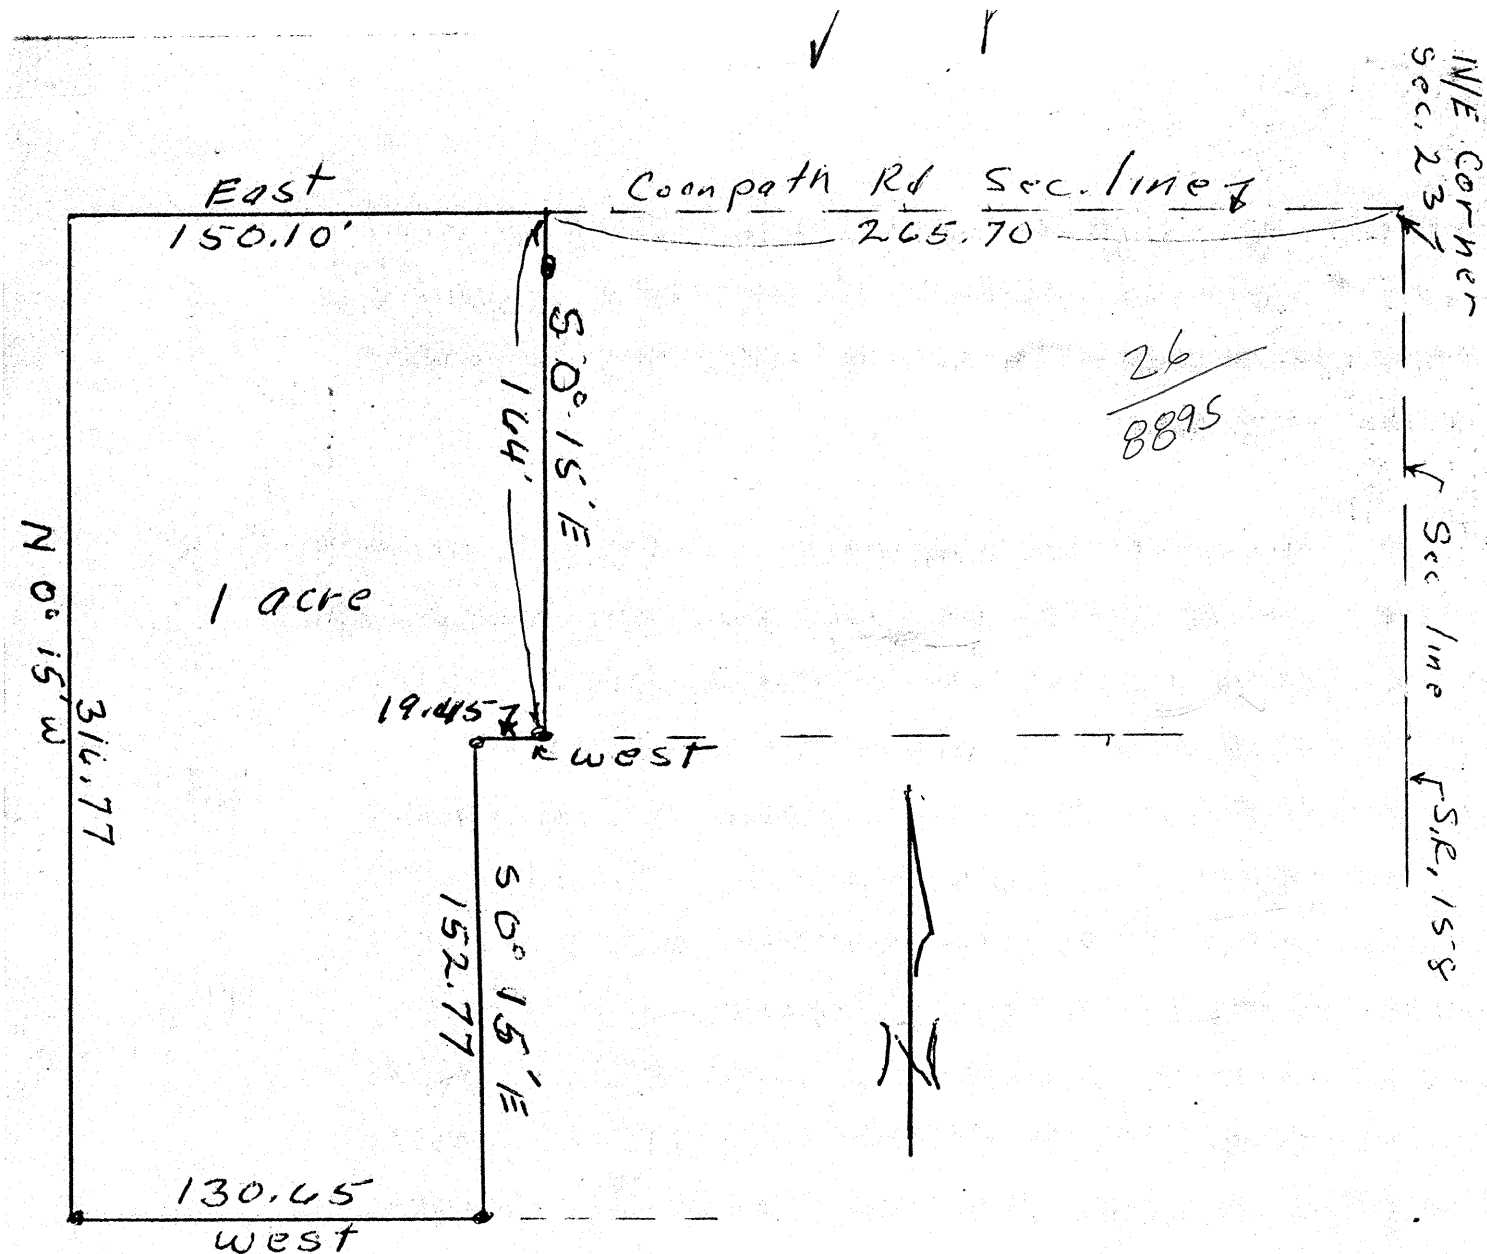 N/E Corner
Sec. 23
East
150.10'
Coonpath Rd Sec. line
265.70
S 0° 15' E
164'
26
8895
Sec line
S.R. 158
1 acre
N 0° 15' W
316.77
19.45
west
S 0° 15' E
152.77
N
130.65
west